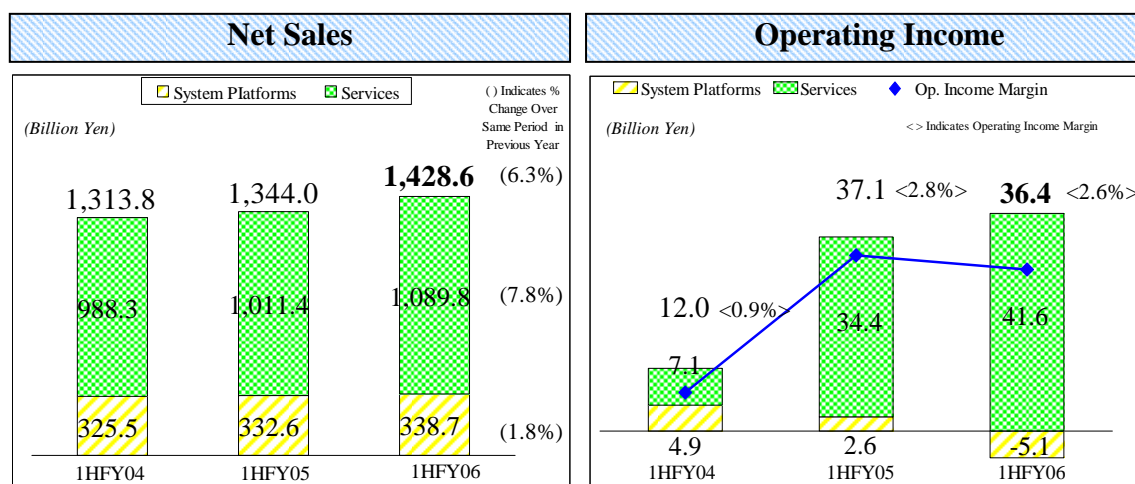 Net Sales
System Platforms
Services
( ) Indicates %
Change Over
Same Period in
Previous Year
(Billion Yen)
1,313.8
1,344.0
1,428.6
(6.3%)
988.3
1,011.4
1,089.8
(7.8%)
325.5
332.6
338.7
(1.8%)
1HFY04
1HFY05
1HFY06
Operating Income
System Platforms
Services
Op. Income Margin
(Billion Yen)
<> Indicates Operating Income Margin
12.0 <0.9%>
37.1 <2.8%>
36.4 <2.6%>
7.1
34.4
41.6
4.9
2.6
-5.1
1HFY04
1HFY05
1HFY06